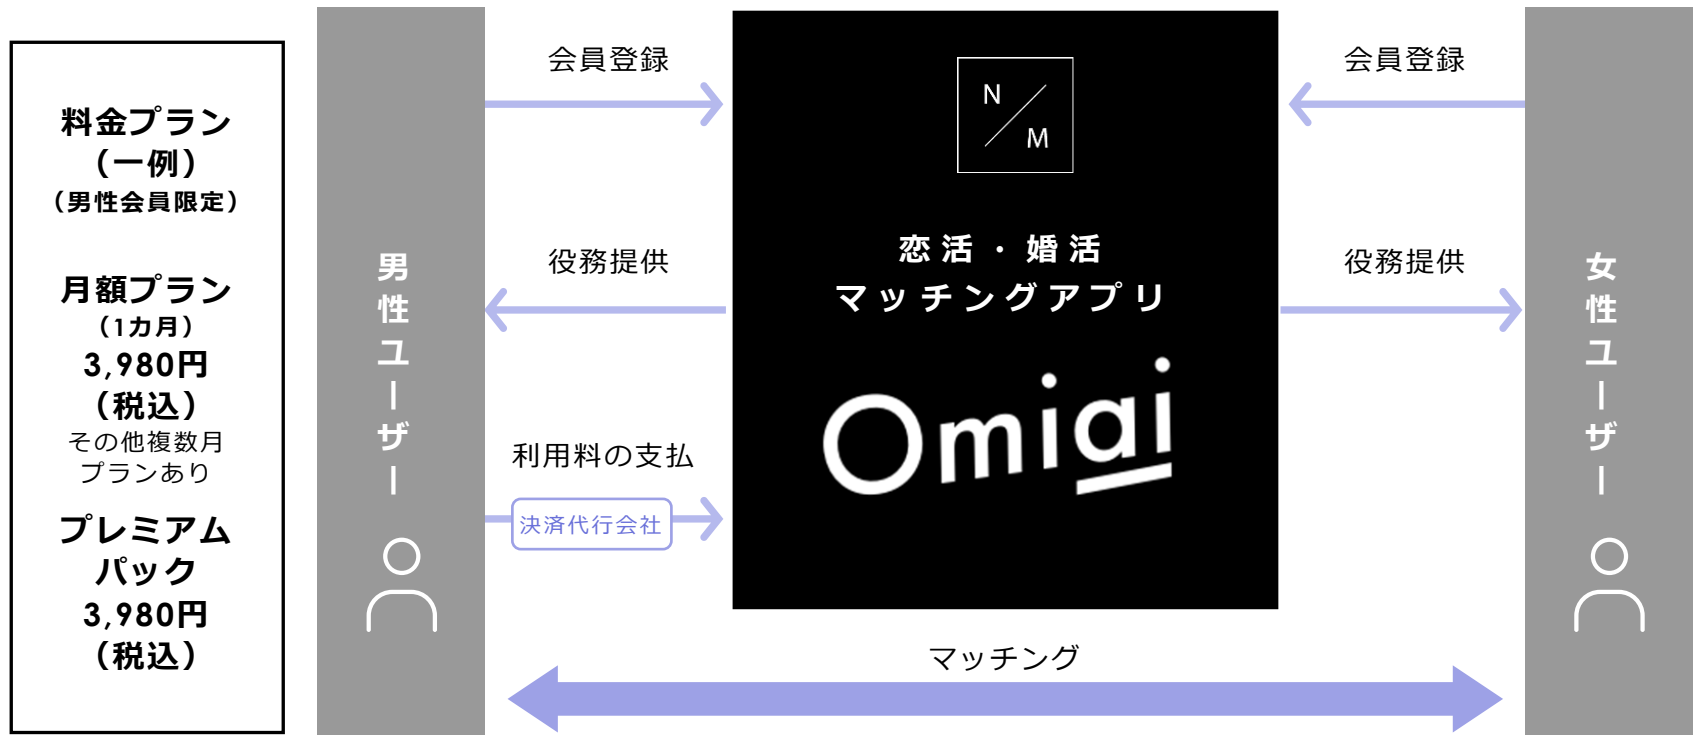 料金プラン
（一例）
（男性会員限定）
月額プラン
（1カ月）
3,980円
（税込）
その他複数月
プランあり
プレミアム
パック
3,980円
（税込）
男性ユーザー
会員登録
役務提供
利用料の支払
決済代行会社
N
M
恋活・婚活
マッチングアプリ
Omiai
会員登録
役務提供
女性ユーザー
マッチング